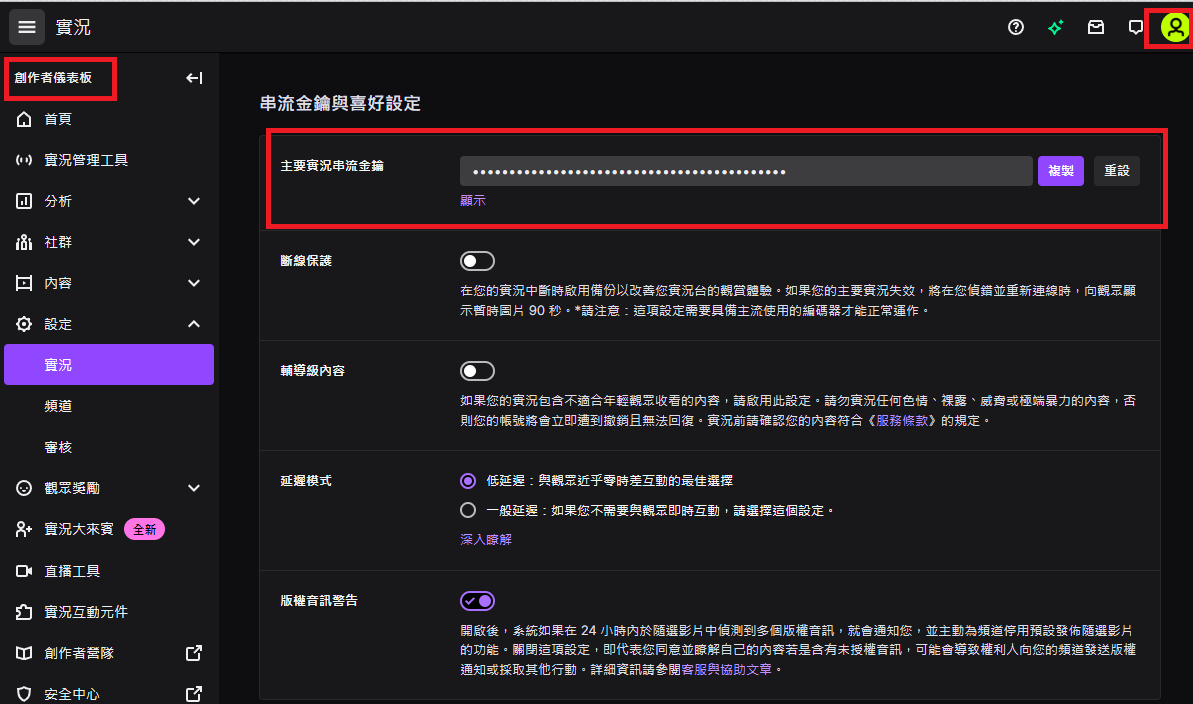 實況
創作者儀表板
首頁
實況管理工具
分析
社群
內容
設定
實況
頻道
審核
觀眾獎勵
實況大來賓 全新
直播工具
實況互動元件
創作者營隊
安全中心
串流金鑰與喜好設定
主要實況串流金鑰
••••••••••••••••••••••••••••••••••••••••••••
複製
重設
顯示
斷線保護
在您的實況中斷時啟用備份以改善您實況台的觀賞體驗。如果您的主要實況失效，將在您偵錯並重新連線時，向觀眾顯
示暫時圖片 90 秒。*請注意：這項設定需要具備主流使用的編碼器才能正常運作。
輔導級內容
如果您的實況包含不適合年輕觀眾收看的內容，請啟用此設定。請勿實況任何色情、裸露、威脅或極端暴力的內容，否
則您的帳號將會立即遭到撤銷且無法回復。實況前請確認您的內容符合《服務條款》的規定。
延遲模式
低延遲：與觀眾近乎零時差互動的最佳選擇
一般延遲：如果您不需要與觀眾即時互動，請選擇這個設定。
深入瞭解
版權音訊警告
開啟後，系統如果在 24 小時內於隨選影片中偵測到多個版權音訊，就會通知您，並主動為頻道停用預設發佈隨選影片
的功能。關閉這項設定，即代表您同意並瞭解自己的內容若是含有未授權音訊，可能會導致權利人向您的頻道發送版權
通知或採取其他行動。詳細資訊請參閱客服與協助文章。